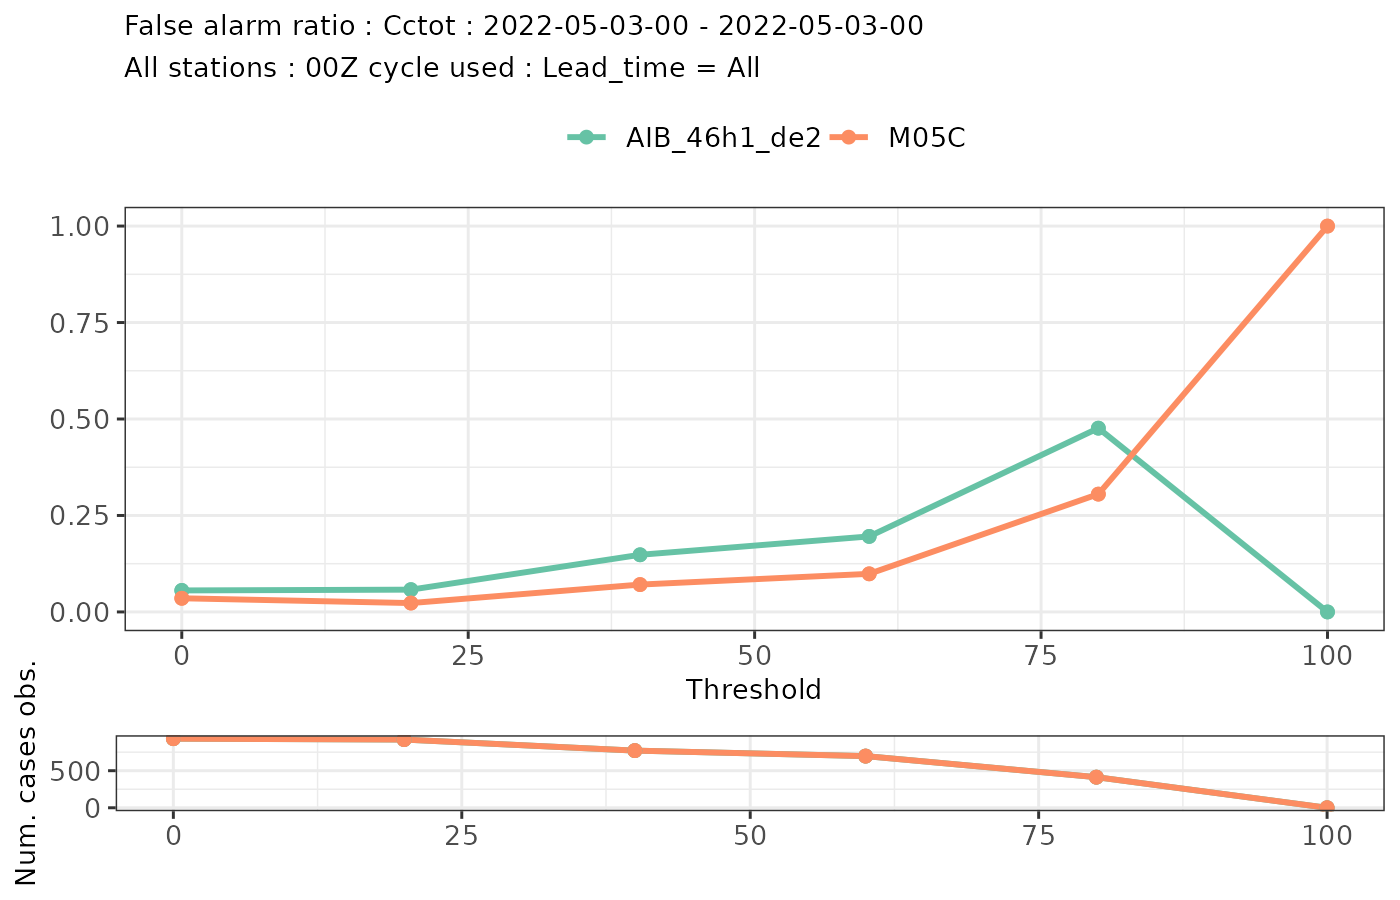 False alarm ratio : Cctot : 2022-05-03-00 - 2022-05-03-00
All stations : 00Z cycle used : Lead_time = All
AIB_46h1_de2 M05C
1.00
0.75
0.50
0.25
0.00
0 25 50 75 100
Threshold
Num. cases obs.
500
0
0 25 50 75 100